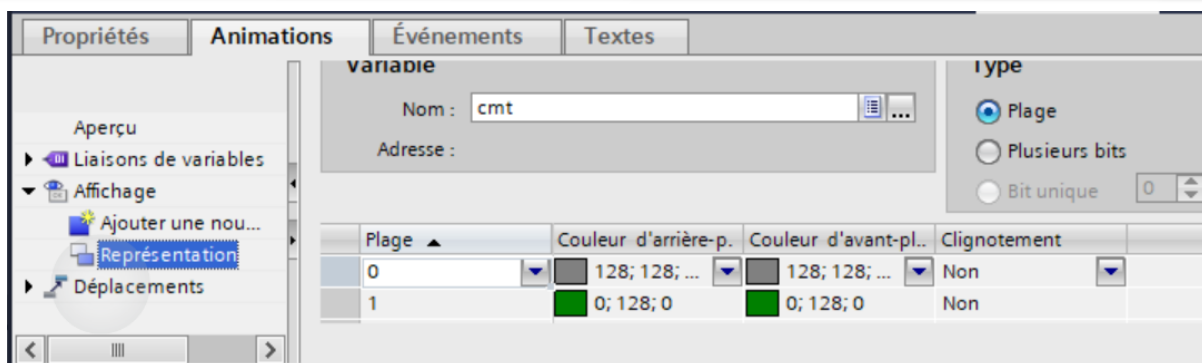 Propriétés
Animations
Événements
Textes
Aperçu
Liaisons de variables
Affichage
Ajouter une nou...
Représentation
Déplacements
Variable
Nom : cmt
Adresse :
Type
Plage
Plusieurs bits
Bit unique 0
Plage Couleur d'arrière-p. Couleur d'avant-pl.. Clignotement
0 128; 128; ... 128; 128; ... Non
1 0; 128; 0 0; 128; 0 Non